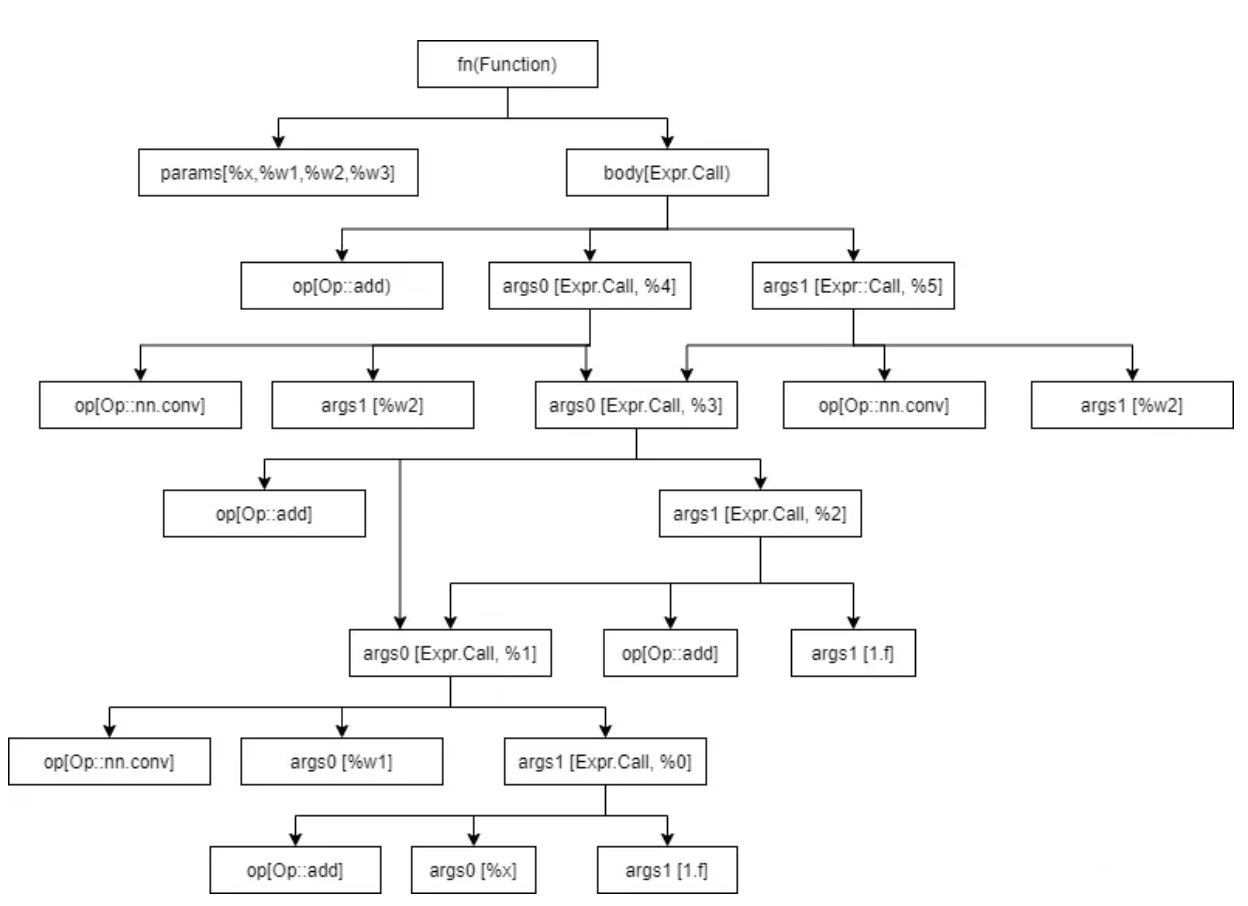 fn(Function)
params[%x,%w1,%w2,%w3]
body[Expr.Call)
op[Op::add)
args0 [Expr.Call, %4]
args1 [Expr::Call, %5]
op[Op::nn.conv]
args1 [%w2]
args0 [Expr.Call, %3]
op[Op::nn.conv]
args1 [%w2]
op[Op::add]
args1 [Expr.Call, %2]
args0 [Expr.Call, %1]
op[Op::add]
args1 [1.f]
op[Op::nn.conv]
args0 [%w1]
args1 [Expr.Call, %0]
op[Op::add]
args0 [%x]
args1 [1.f]